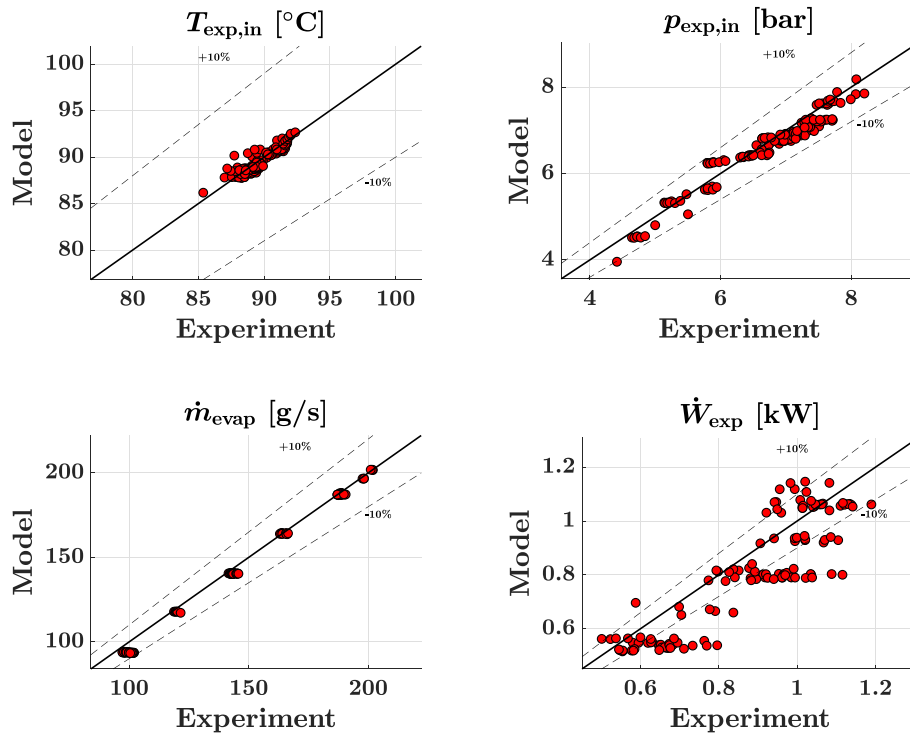 T_exp,in [°C]
100
95
90
85
80
Model
+10%
-10%
80 85 90 95 100
Experiment
p_exp,in [bar]
8
6
4
Model
+10%
-10%
4 6 8
Experiment
ṁ_evap [g/s]
200
150
100
Model
+10%
-10%
100 150 200
Experiment
Ẇ_exp [kW]
1.2
1
0.8
0.6
Model
+10%
-10%
0.6 0.8 1 1.2
Experiment